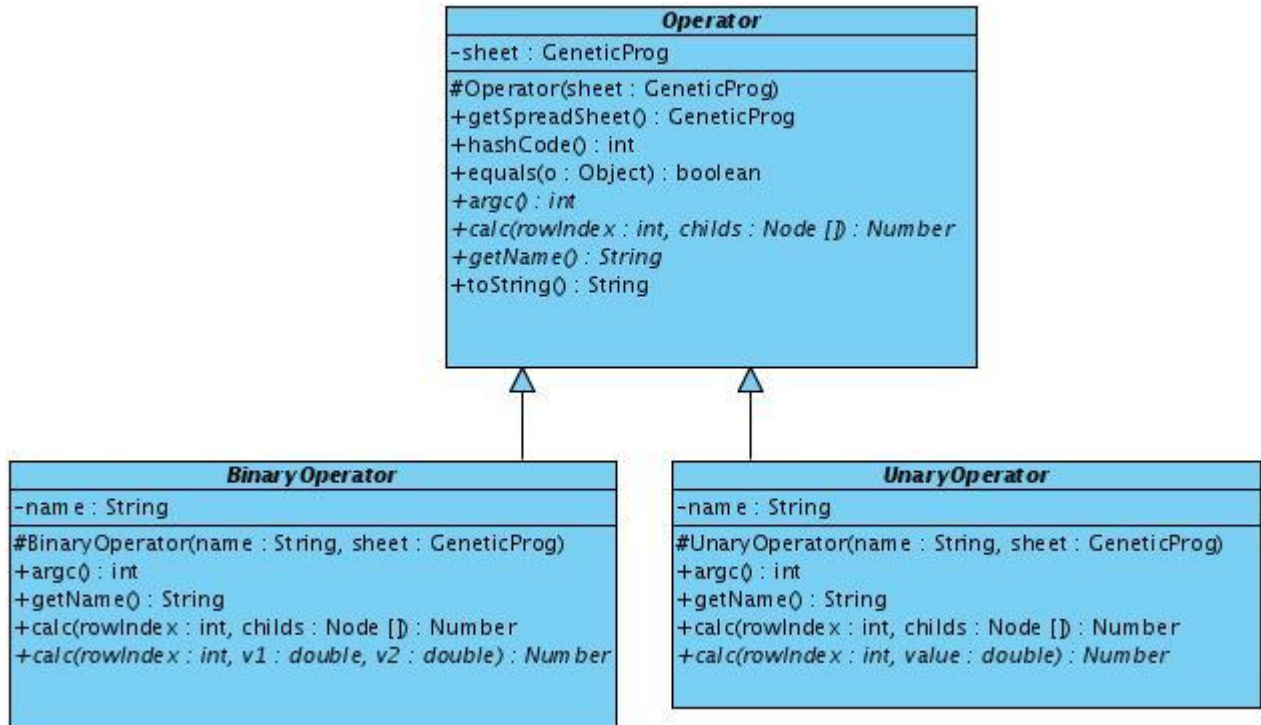 Operator
-sheet : GeneticProg
#Operator(sheet : GeneticProg)
+getSpreadSheet() : GeneticProg
+hashCode() : int
+equals(o : Object) : boolean
+argc() : int
+calc(rowIndex : int, childs : Node []) : Number
+getName() : String
+toString() : String
BinaryOperator
-name : String
#BinaryOperator(name : String, sheet : GeneticProg)
+argc() : int
+getName() : String
+calc(rowIndex : int, childs : Node []) : Number
+calc(rowIndex : int, v1 : double, v2 : double) : Number
UnaryOperator
-name : String
#UnaryOperator(name : String, sheet : GeneticProg)
+argc() : int
+getName() : String
+calc(rowIndex : int, childs : Node []) : Number
+calc(rowIndex : int, value : double) : Number